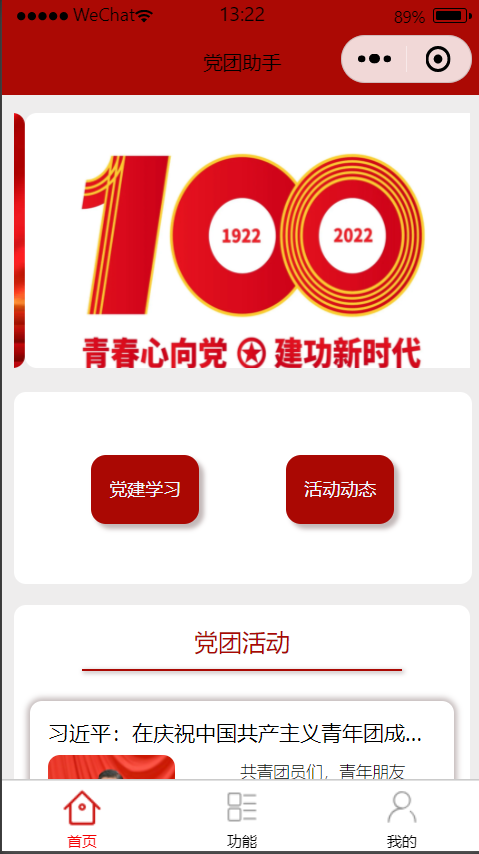 WeChat 13:22 89%
党团助手
1922 2022
青春心向党 建功新时代
党建学习 活动动态
党团活动
习近平：在庆祝中国共产主义青年团成...
共青团员们，青年朋友
首页 功能 我的